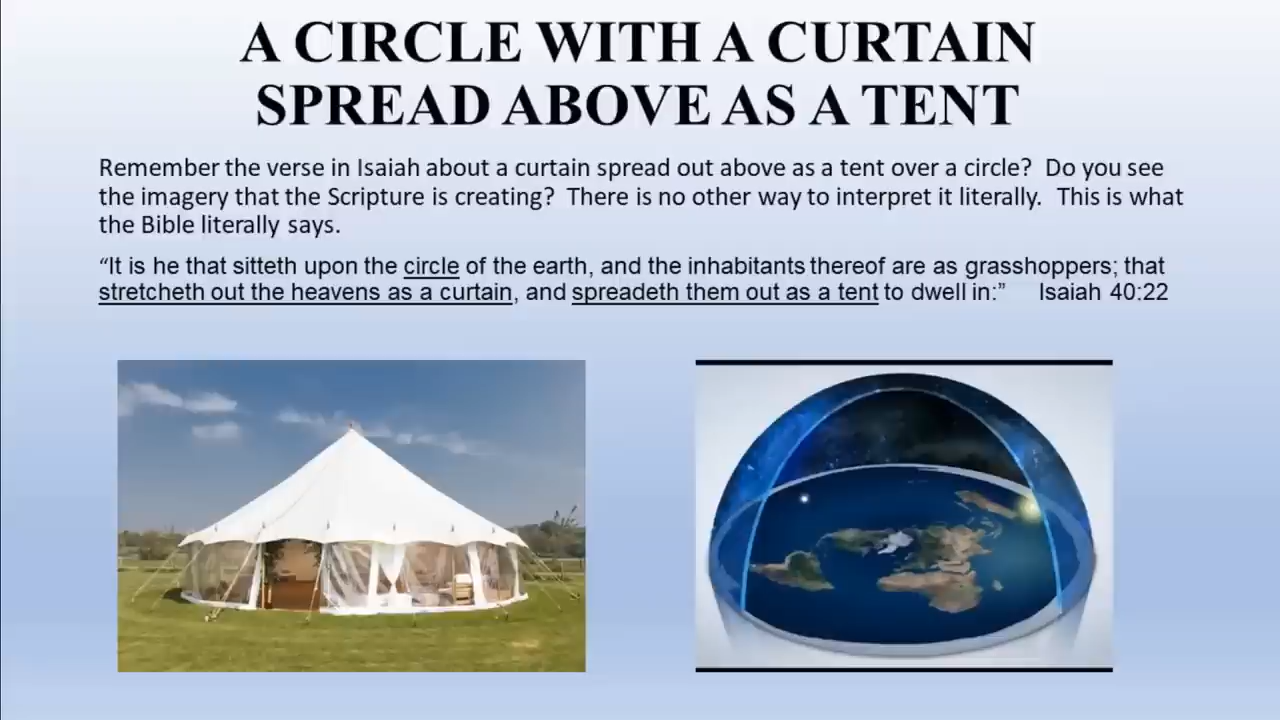 A CIRCLE WITH A CURTAIN
SPREAD ABOVE AS A TENT
Remember the verse in Isaiah about a curtain spread out above as a tent over a circle?  Do you see
the imagery that the Scripture is creating?  There is no other way to interpret it literally.  This is what
the Bible literally says.
“It is he that sitteth upon the circle of the earth, and the inhabitants thereof are as grasshoppers; that
stretcheth out the heavens as a curtain, and spreadeth them out as a tent to dwell in:”     Isaiah 40:22